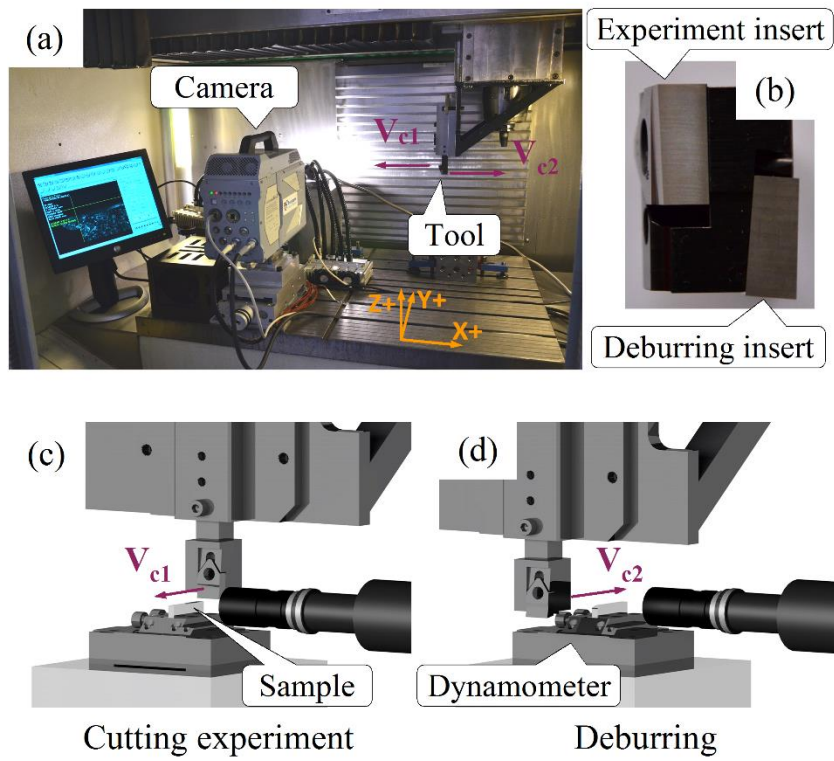 (a)
Camera
Vc1
Vc2
Tool
Z+
Y+
X+
Experiment insert
(b)
Deburring insert
(c)
Vc1
Sample
Cutting experiment
(d)
Vc2
Dynamometer
Deburring